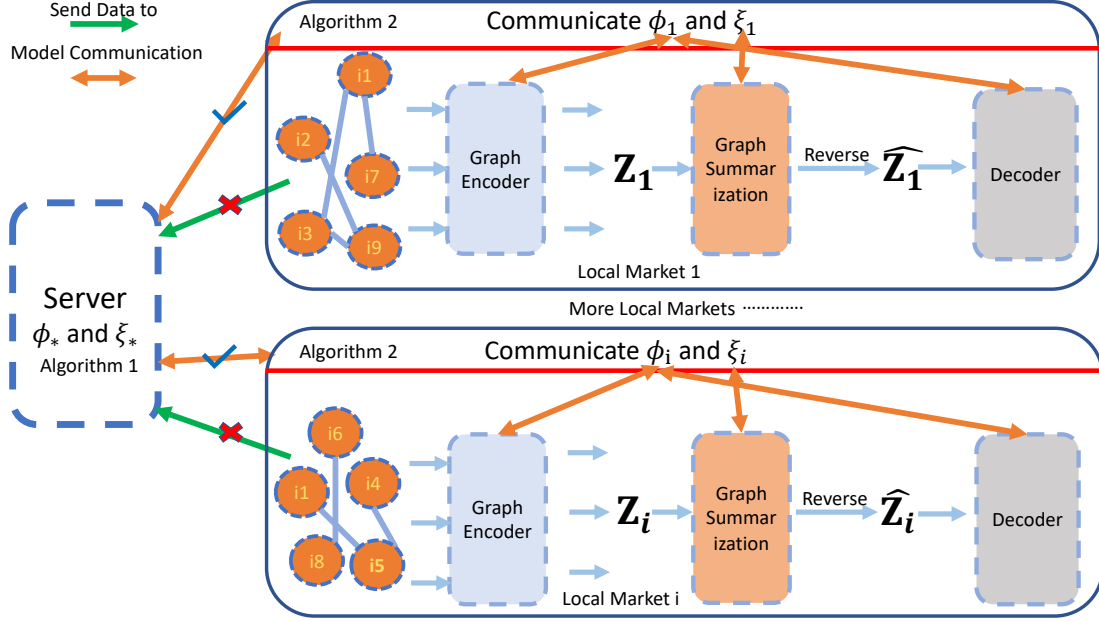 Send Data to
Model Communication
Algorithm 2
Communicate ϕ₁ and ξ₁
i1
i2
i7
i3
i9
Graph
Encoder
Z₁
Graph
Summar
ization
Reverse
Ẑ₁
Decoder
Local Market 1
Server
ϕ* and ξ*
Algorithm 1
More Local Markets ·············
Algorithm 2
Communicate ϕᵢ and ξᵢ
i6
i1
i4
i8
i5
Graph
Encoder
Zᵢ
Graph
Summar
ization
Reverse
Ẑᵢ
Decoder
Local Market i